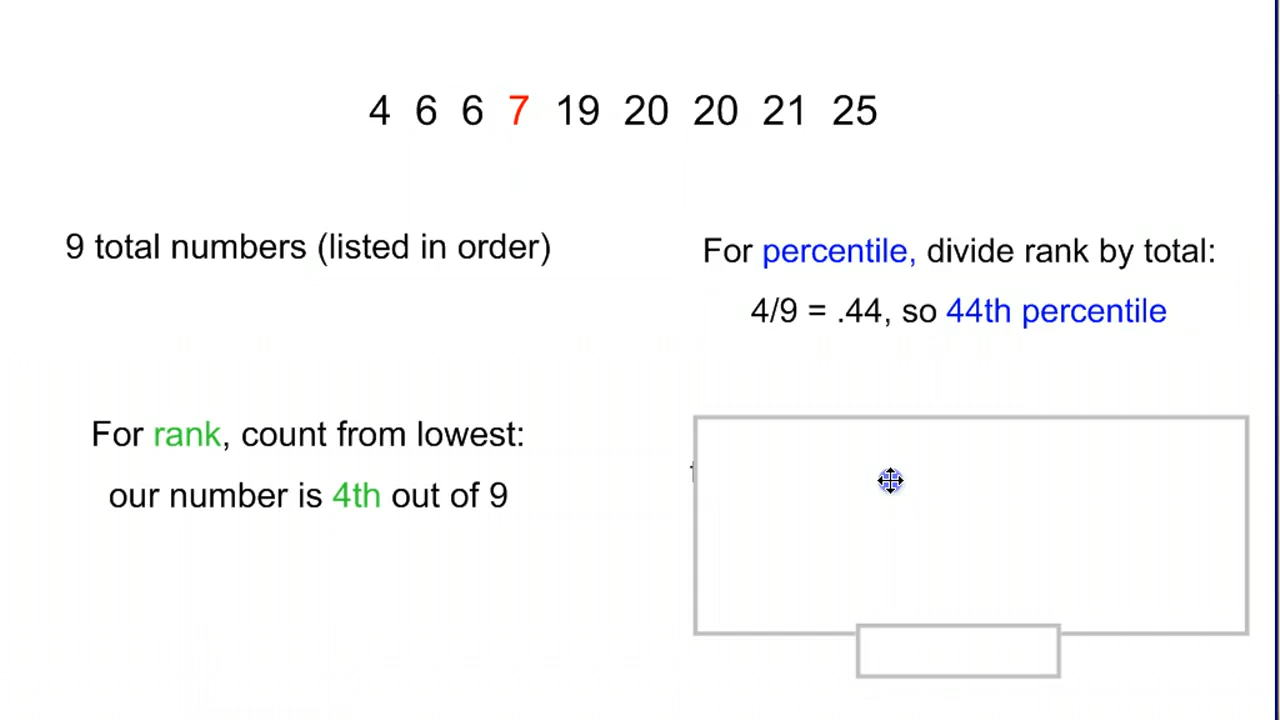 4 6 6 7 19 20 20 21 25
9 total numbers (listed in order)
For percentile, divide rank by total:
4/9 = .44, so 44th percentile
For rank, count from lowest:
our number is 4th out of 9